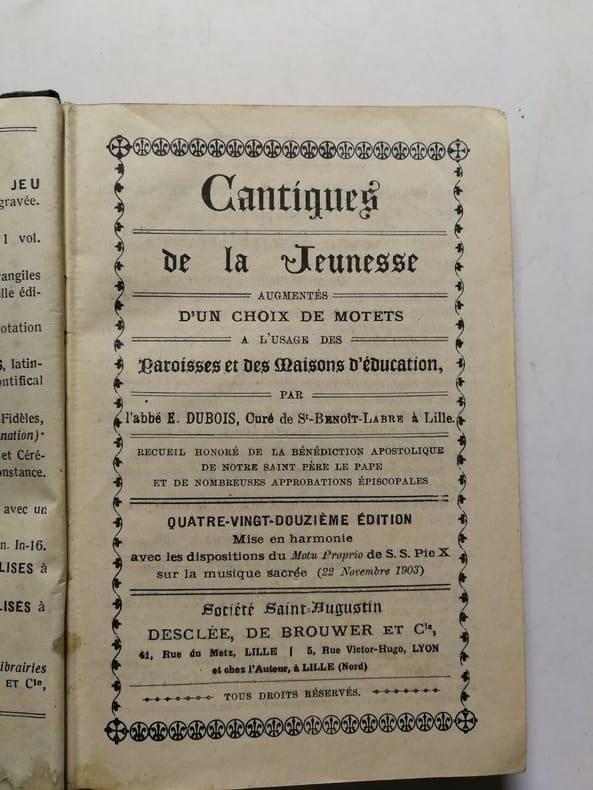 JEU
gravée.
1 vol.
angiles
lle édi-
otation
, latin-
ontifical
Fidèles,
nation)
et Céré-
onstance.
avec un
n. In-16.
LISES à
LISES à
ibrairies
ET Cie,
Cantiques
de la Jeunesse
AUGMENTÉS
D'UN CHOIX DE MOTETS
A L'USAGE DES
Paroisses et des Maisons d'éducation,
PAR
l'abbé E. DUBOIS, Curé de St-BENOÎT-LABRE à Lille.
RECUEIL HONORÉ DE LA BÉNÉDICTION APOSTOLIQUE
DE NOTRE SAINT PÈRE LE PAPE
ET DE NOMBREUSES APPROBATIONS ÉPISCOPALES
QUATRE-VINGT-DOUZIÈME ÉDITION
Mise en harmonie
avec les dispositions du Motu Proprio de S. S. Pie X
sur la musique sacrée (22 Novembre 1903)
Société Saint-Augustin
DESCLÉE, DE BROUWER ET Cie,
41, Rue du Metz, LILLE | 5, Rue Victor-Hugo, LYON
et chez l'Auteur, à LILLE (Nord)
TOUS DROITS RÉSERVÉS.